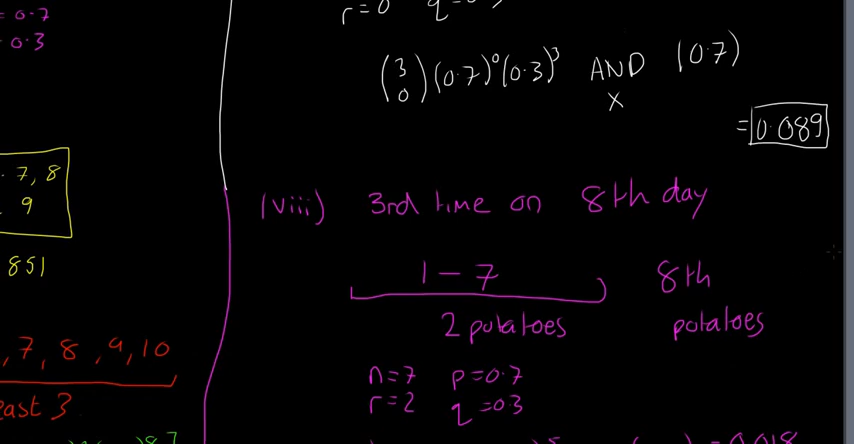 = 0.7
= 0.3
7, 8
9
851
, 7, 8, 9, 10
east 3
r=0
(3 0)(0.7)⁰(0.3)³ AND (0.7)
×
= 0.089
(viii) 3rd time on 8th day
1 - 7 8th
2 potatoes potatoes
n=7 p=0.7
r=2 q=0.3